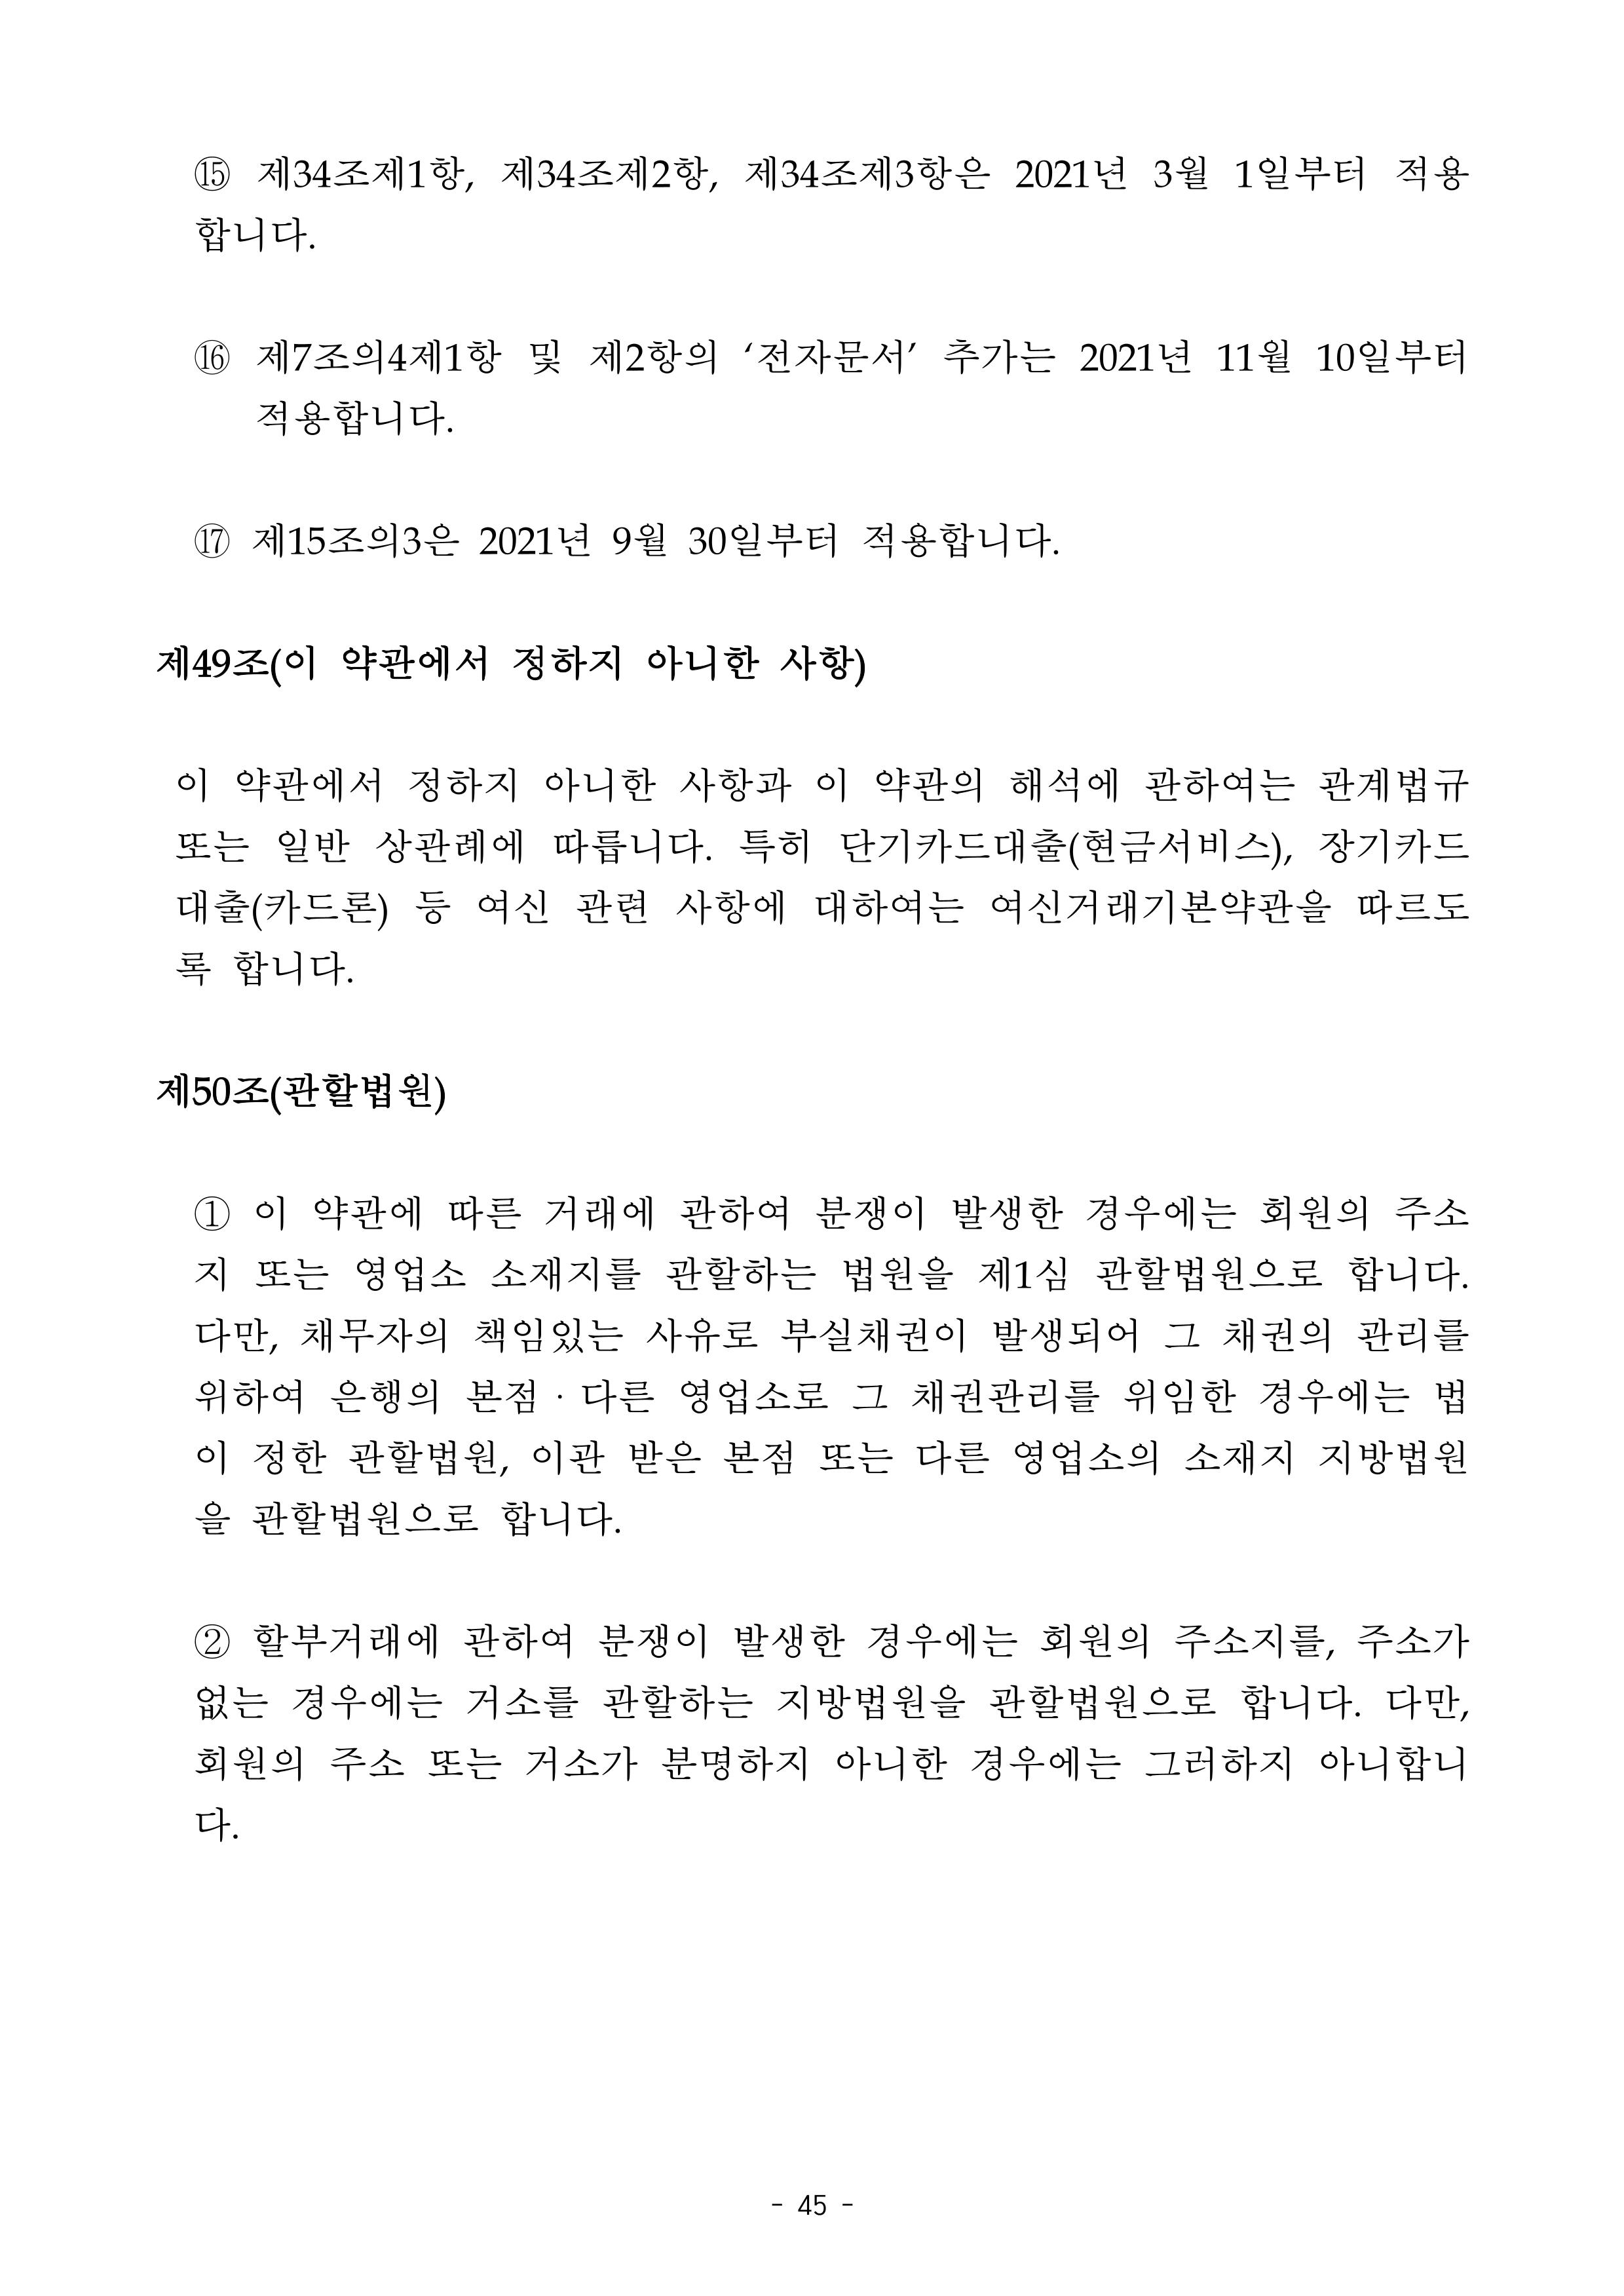 ⑮ 제34조제1항, 제34조제2항, 제34조제3항은 2021년 3월 1일부터 적용
합니다.
⑯ 제7조의4제1항 및 제2항의 ‘전자문서’ 추가는 2021년 11월 10일부터
적용합니다.
⑰ 제15조의3은 2021년 9월 30일부터 적용합니다.
제49조(이 약관에서 정하지 아니한 사항)
이 약관에서 정하지 아니한 사항과 이 약관의 해석에 관하여는 관계법규
또는 일반 상관례에 따릅니다. 특히 단기카드대출(현금서비스), 장기카드
대출(카드론) 등 여신 관련 사항에 대하여는 여신거래기본약관을 따르도
록 합니다.
제50조(관할법원)
① 이 약관에 따른 거래에 관하여 분쟁이 발생한 경우에는 회원의 주소
지 또는 영업소 소재지를 관할하는 법원을 제1심 관할법원으로 합니다.
다만, 채무자의 책임있는 사유로 부실채권이 발생되어 그 채권의 관리를
위하여 은행의 본점·다른 영업소로 그 채권관리를 위임한 경우에는 법
이 정한 관할법원, 이관 받은 본점 또는 다른 영업소의 소재지 지방법원
을 관할법원으로 합니다.
② 할부거래에 관하여 분쟁이 발생한 경우에는 회원의 주소지를, 주소가
없는 경우에는 거소를 관할하는 지방법원을 관할법원으로 합니다. 다만,
회원의 주소 또는 거소가 분명하지 아니한 경우에는 그러하지 아니합니
다.
- 45 -